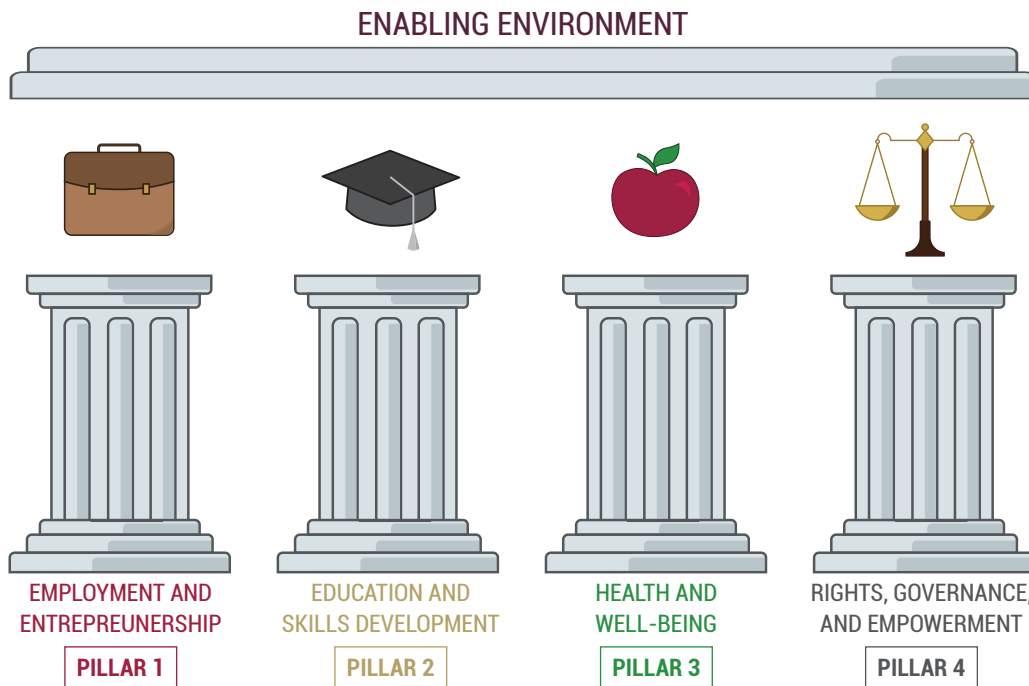 ENABLING ENVIRONMENT
EMPLOYMENT AND
ENTREPREUNERSHIP
PILLAR 1
EDUCATION AND
SKILLS DEVELOPMENT
PILLAR 2
HEALTH AND
WELL-BEING
PILLAR 3
RIGHTS, GOVERNANCE,
AND EMPOWERMENT
PILLAR 4